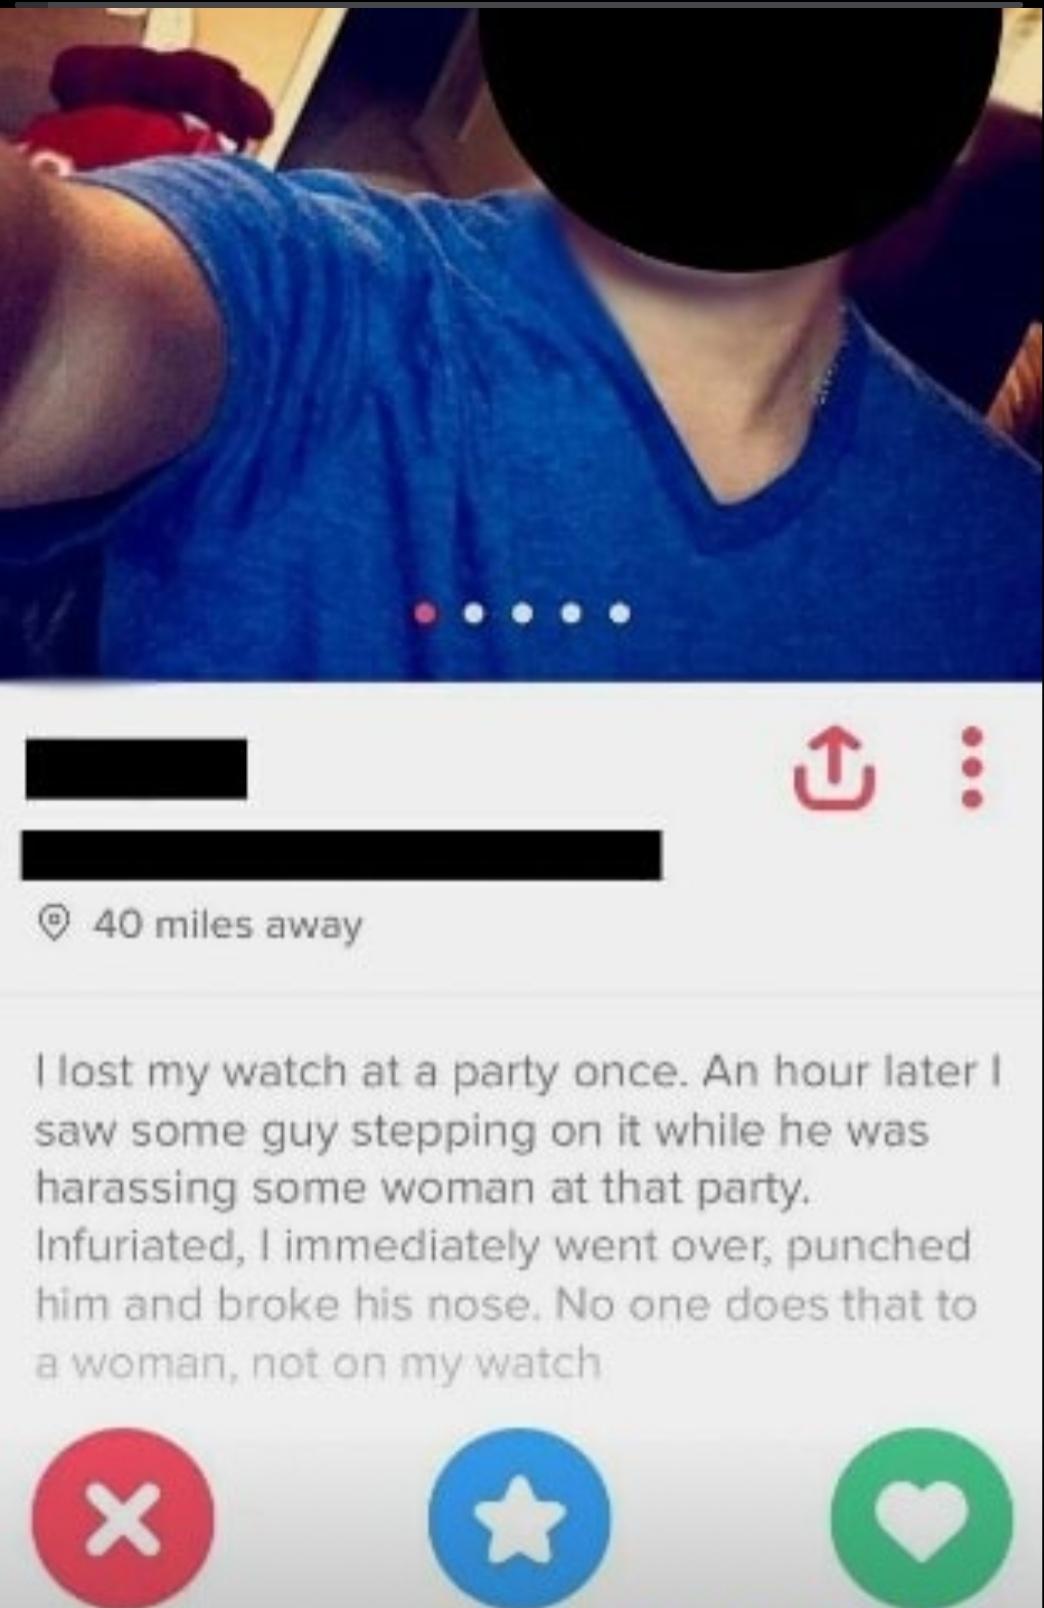 40 miles away
I lost my watch at a party once. An hour later I
saw some guy stepping on it while he was
harassing some woman at that party.
Infuriated, I immediately went over, punched
him and broke his nose. No one does that to
a woman, not on my watch